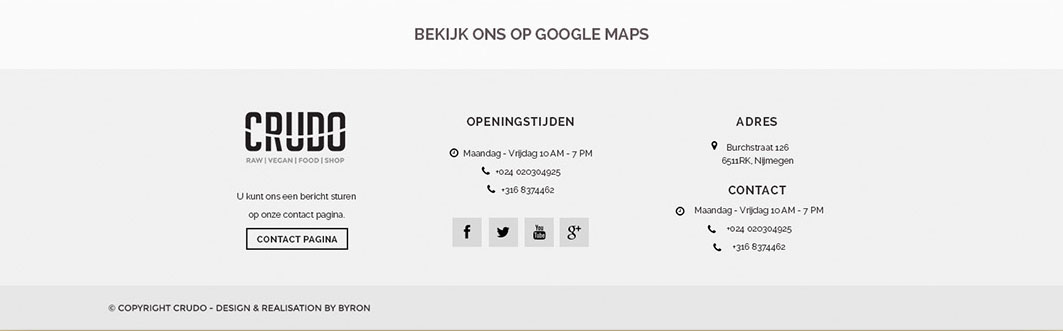 BEKIJK ONS OP GOOGLE MAPS
CRUDO
RAW | VEGAN | FOOD | SHOP
U kunt ons een bericht sturen
op onze contact pagina.
CONTACT PAGINA
OPENINGSTIJDEN
Maandag - Vrijdag 10 AM - 7 PM
+024 020304925
+316 8374462
You
Tube
g+
ADRES
Burchstraat 126
6511RK, Nijmegen
CONTACT
Maandag - Vrijdag 10 AM - 7 PM
+024 020304925
+316 8374462
© COPYRIGHT CRUDO - DESIGN & REALISATION BY BYRON